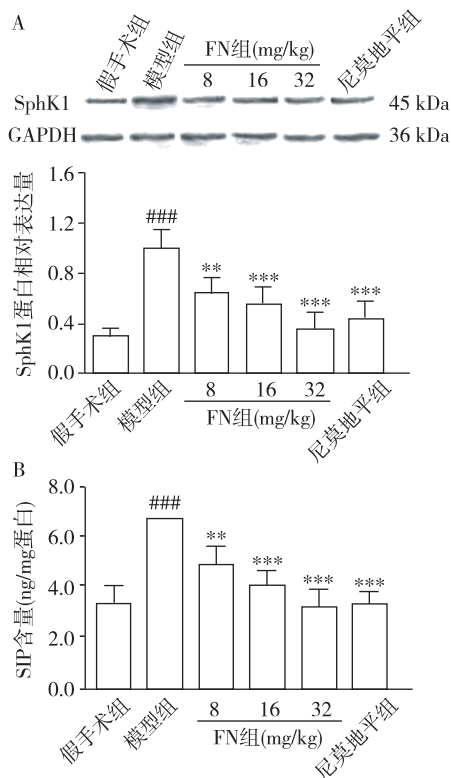 A
假手术组 模型组 FN组(mg/kg) 尼莫地平组
8 16 32
SphK1 45 kDa
GAPDH 36 kDa
SphK1蛋白相对表达量
1.6
1.2
0.8
0.4
0.0
###
**
***
***
***
假手术组 模型组 8 16 32 尼莫地平组
FN组(mg/kg)
B
SIP含量(ng/mg蛋白)
8.0
6.0
4.0
2.0
0.0
###
**
***
***
***
假手术组 模型组 8 16 32 尼莫地平组
FN组(mg/kg)